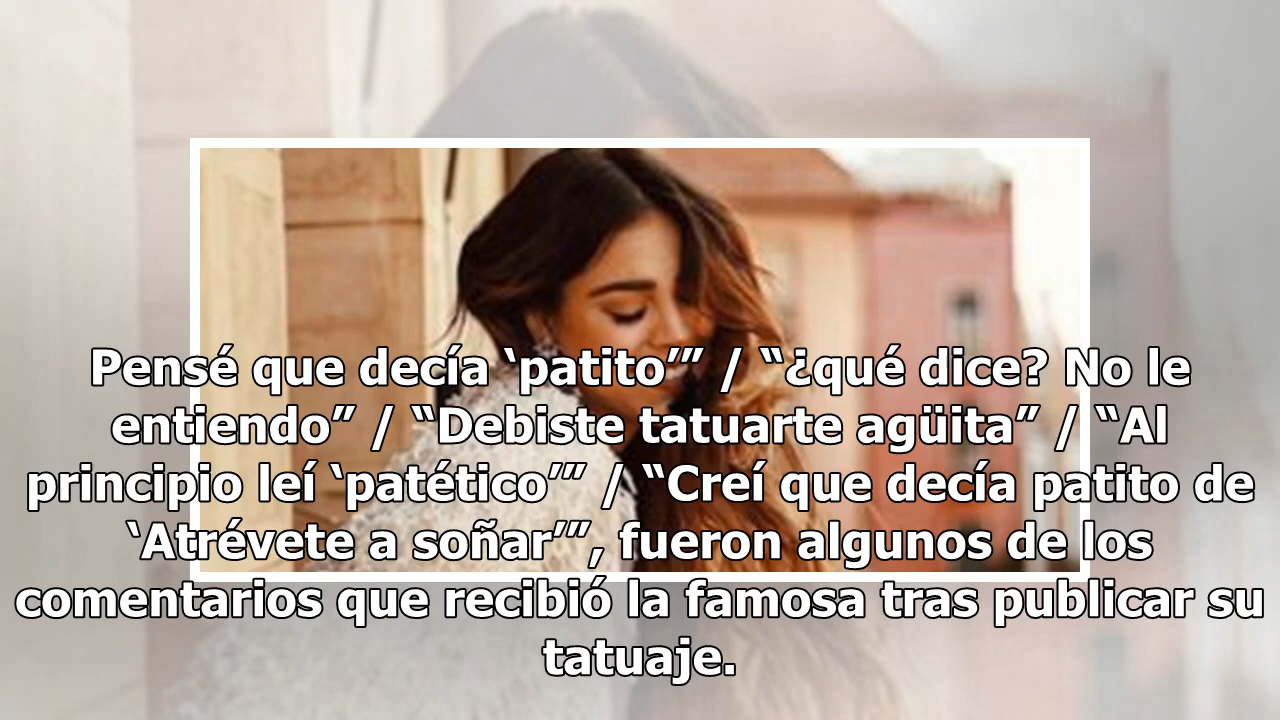 Pensé que decía ‘patito’” / “¿qué dice? No le
entiendo” / “Debiste tatuarte agüita” / “Al
principio leí ‘patético’” / “Creí que decía patito de
‘Atrévete a soñar’”, fueron algunos de los
comentarios que recibió la famosa tras publicar su
tatuaje.